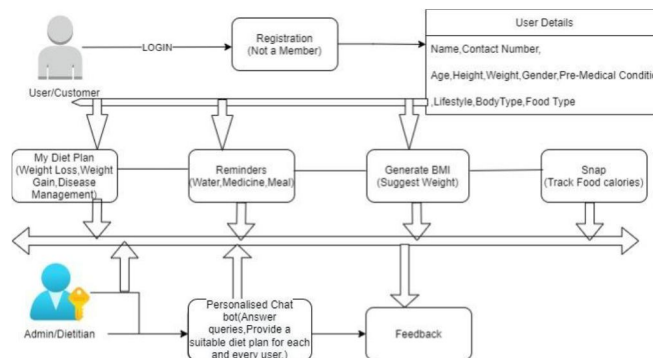 LOGIN
Registration
(Not a Member)
User Details
Name,Contact Number,
Age,Height,Weight,Gender,Pre-Medical Conditio
,Lifestyle,BodyType,Food Type
User/Customer
My Diet Plan
(Weight Loss,Weight
Gain,Disease
Management)
Reminders
(Water,Medicine,Meal)
Generate BMI
(Suggest Weight)
Snap
(Track Food calories)
Admin/Dietitian
Personalised Chat
bot(Answer
queries,Provide a
suitable diet plan for each
and every user.)
Feedback